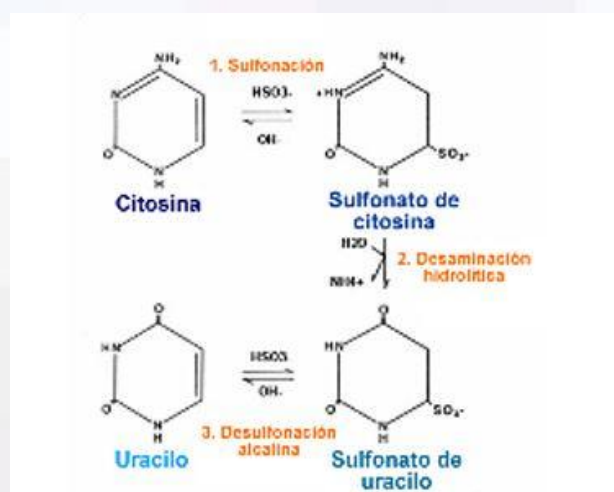 NH₂
1. Sulfonación
HSO3-
OH-
N
O
N
H
Citosina
NH₂
+HN
O
N
H
SO₃-
Sulfonato de
citosina
H2O
NH4+
2. Desaminación
hidrolítica
O
HN
O
N
H
Uracilo
HSO3
OH-
3. Desulfonación
alcalina
O
HN
O
N
H
SO₃-
Sulfonato de
uracilo